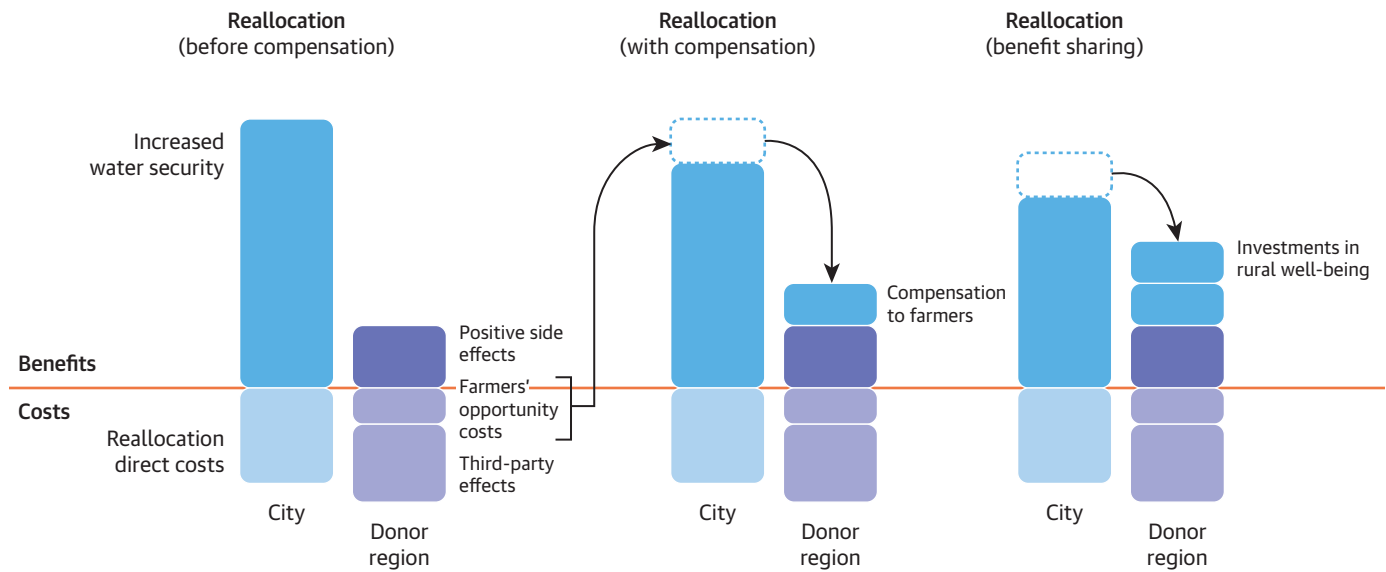 Reallocation
(before compensation)
Reallocation
(with compensation)
Reallocation
(benefit sharing)
Increased
water security
Investments in
rural well-being
Compensation
to farmers
Positive side
effects
Benefits
Farmers'
opportunity
costs
Costs
Reallocation
direct costs
Third-party
effects
City
Donor
region
City
Donor
region
City
Donor
region